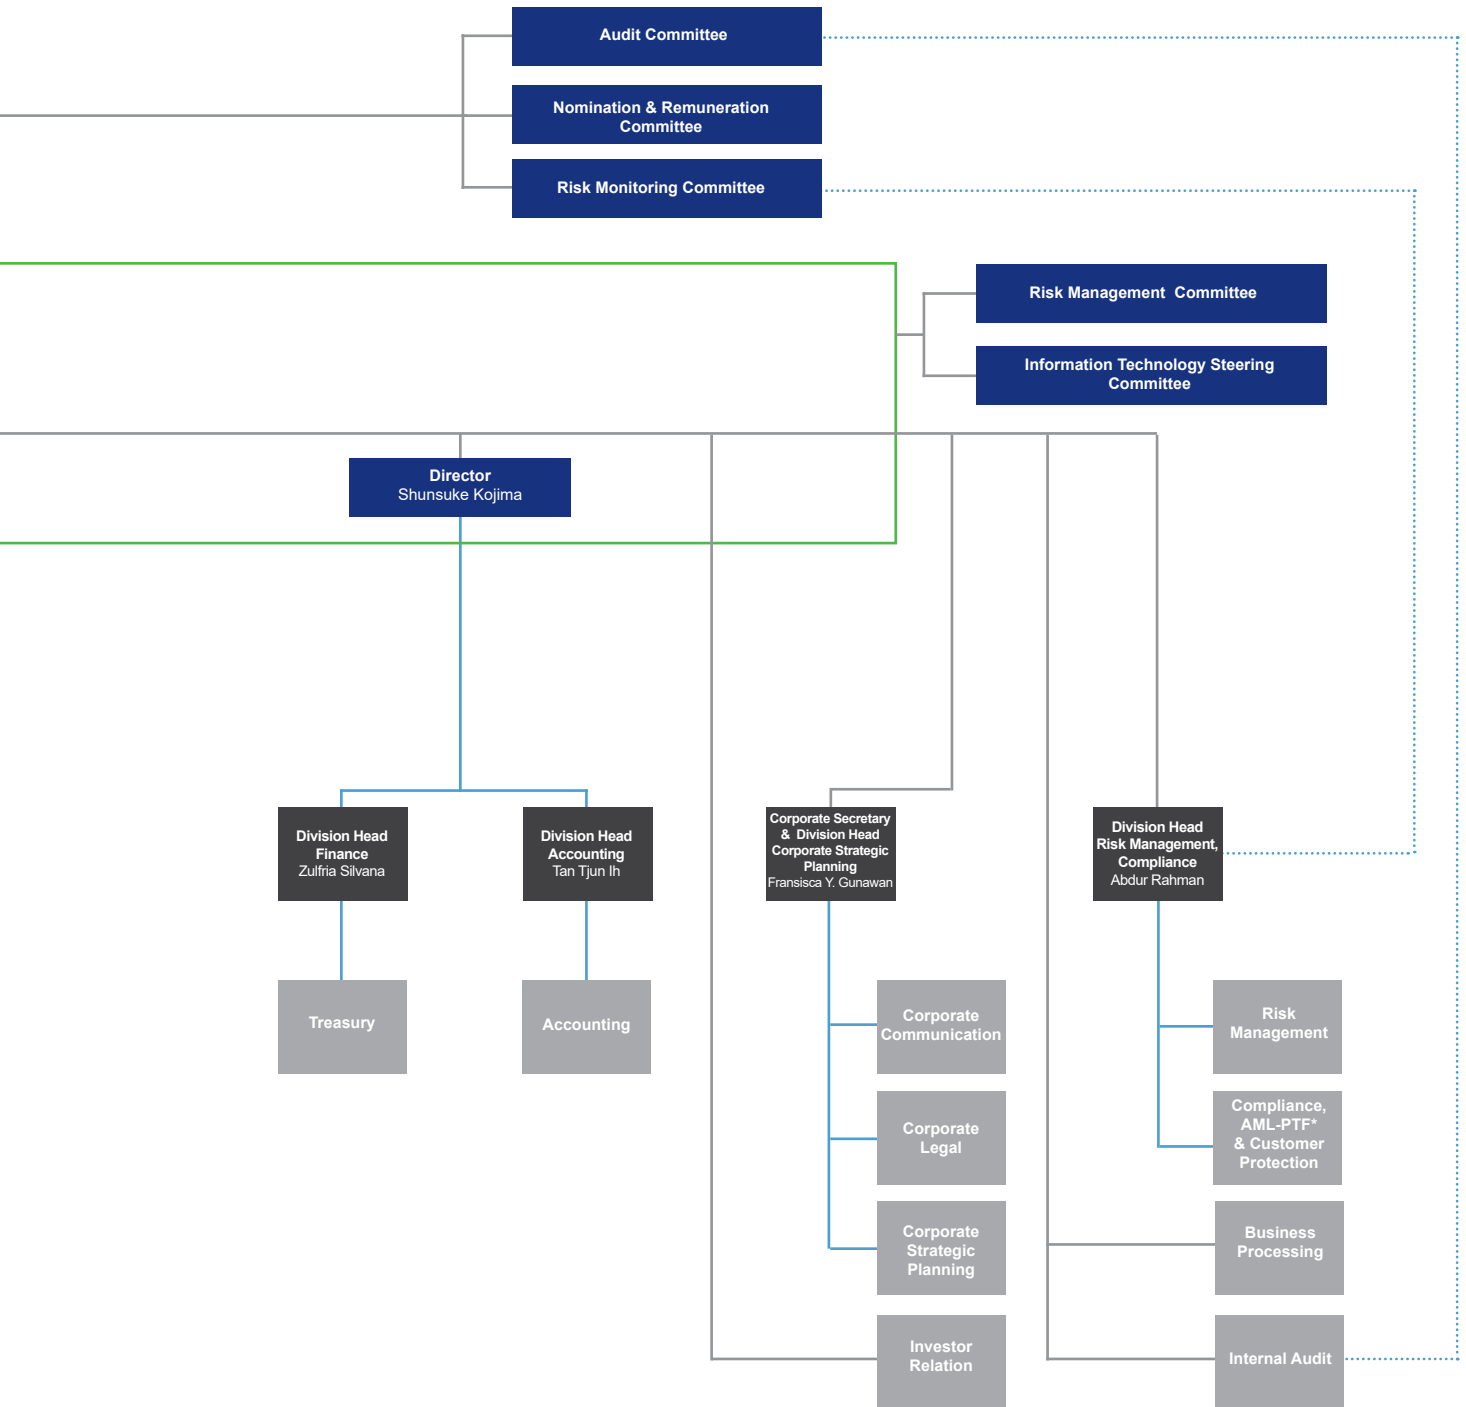 Audit Committee
Nomination & Remuneration
Committee
Risk Monitoring Committee
Risk Management  Committee
Information Technology Steering
Committee
Director
Shunsuke Kojima
Division Head
Finance
Zulfria Silvana
Division Head
Accounting
Tan Tjun Ih
Corporate Secretary
&  Division Head
Corporate Strategic
Planning
Fransisca Y. Gunawan
Division Head
Risk Management,
Compliance
Abdur Rahman
Treasury
Accounting
Corporate
Communication
Risk
Management
Corporate
Legal
Compliance,
AML-PTF*
& Customer
Protection
Corporate
Strategic
Planning
Business
Processing
Investor
Relation
Internal Audit